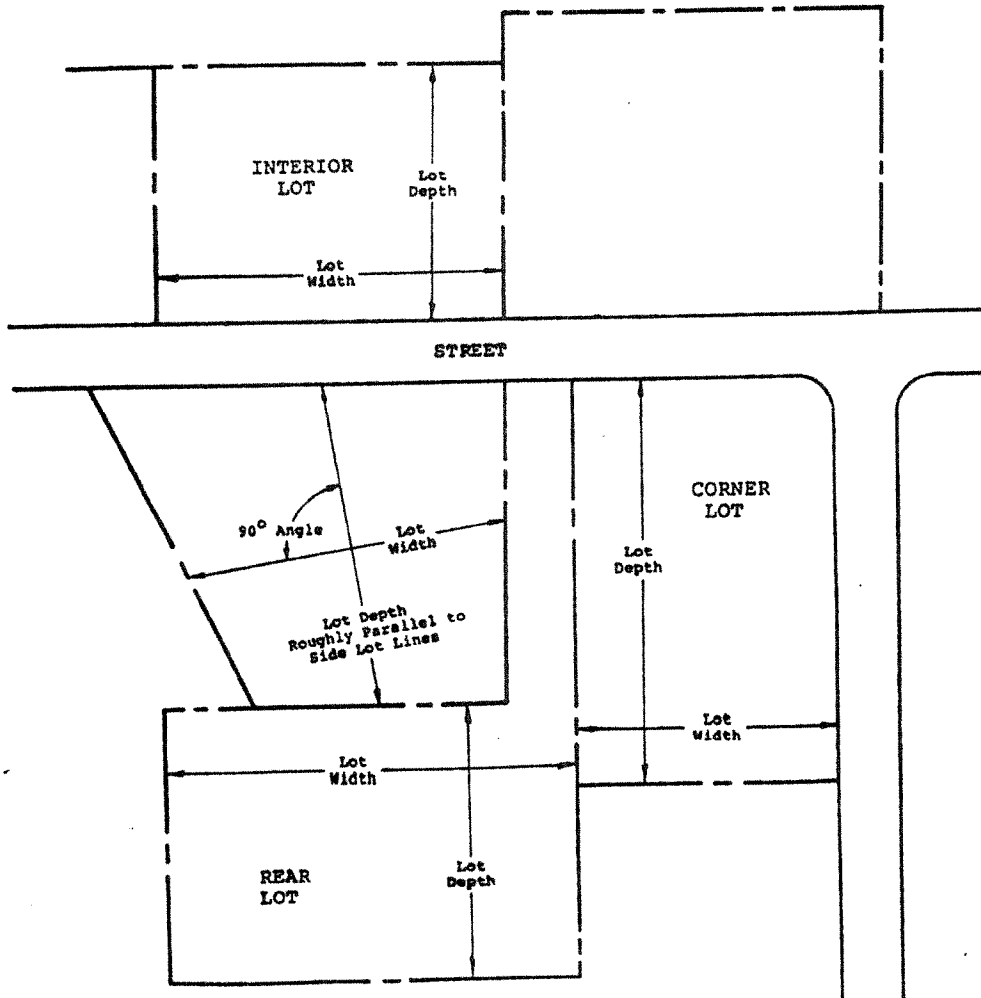 INTERIOR
LOT
Lot
Depth
Lot
Width
STREET
90° Angle
Lot
Width
Lot Depth
Roughly Parallel to
Side Lot Lines
CORNER
LOT
Lot
Depth
Lot
Width
Lot
Width
REAR
LOT
Lot
Depth